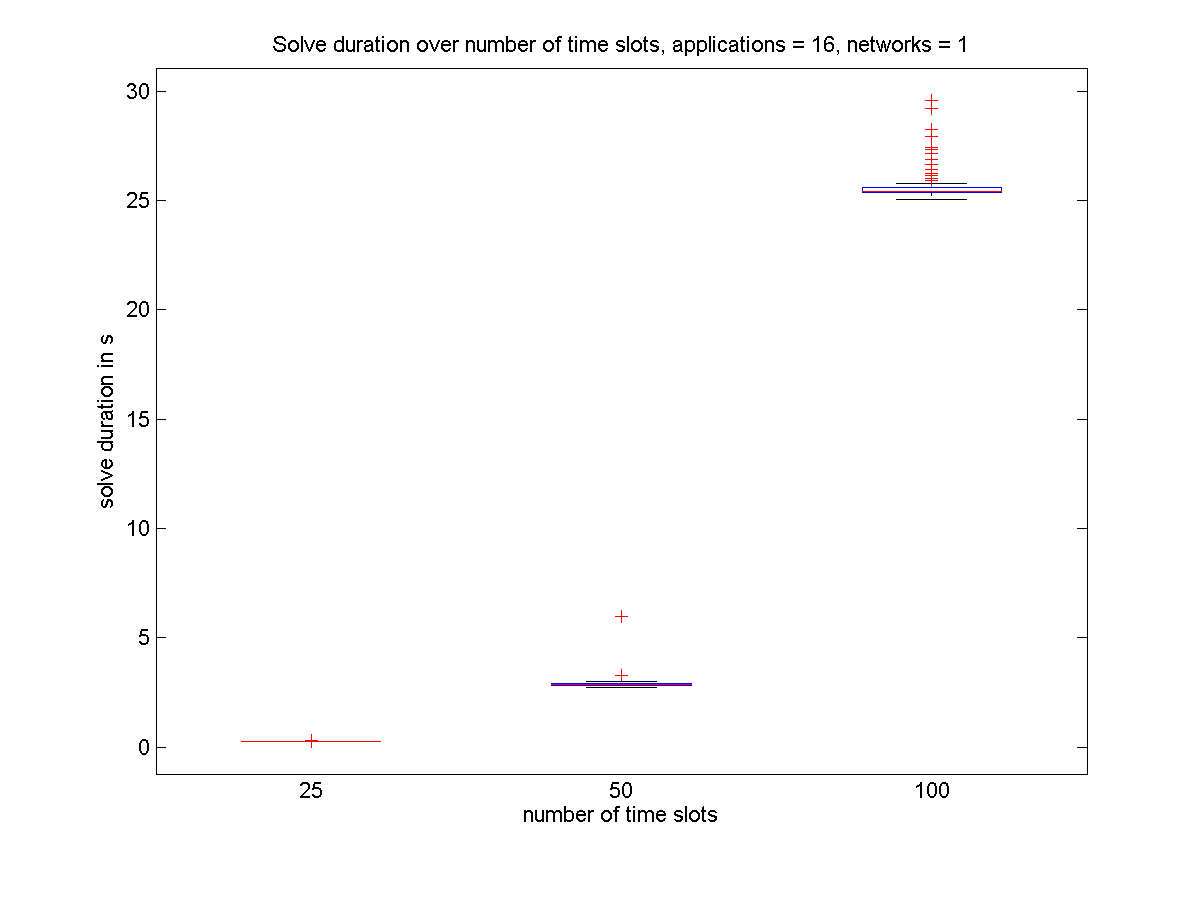 Solve duration over number of time slots, applications = 16, networks = 1
30
25
20
15
10
5
0
solve duration in s
25 50 100
number of time slots